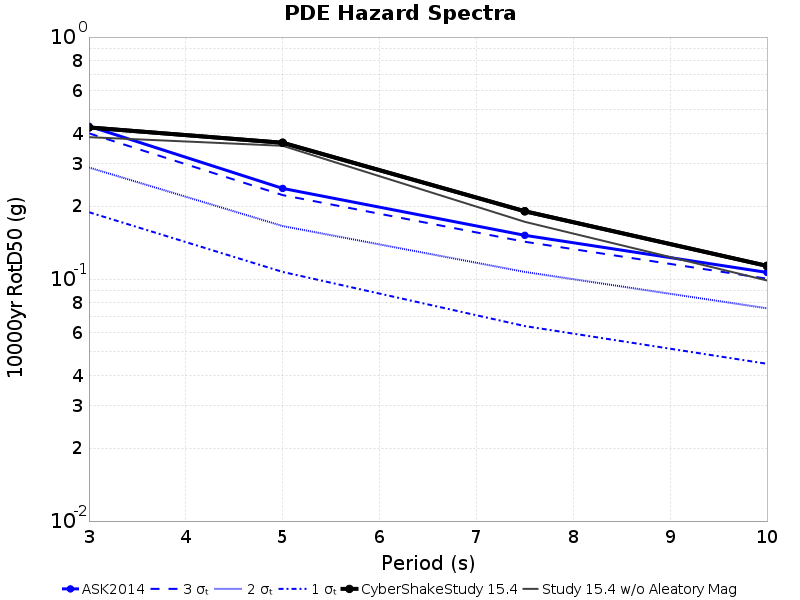 PDE Hazard Spectra
10⁰
8
6
4
3
2
10⁻¹
8
6
4
3
2
10⁻²
10000yr RotD50 (g)
3 4 5 6 7 8 9 10
Period (s)
ASK2014 3 σₜ 2 σₜ 1 σₜ CyberShakeStudy 15.4 Study 15.4 w/o Aleatory Mag